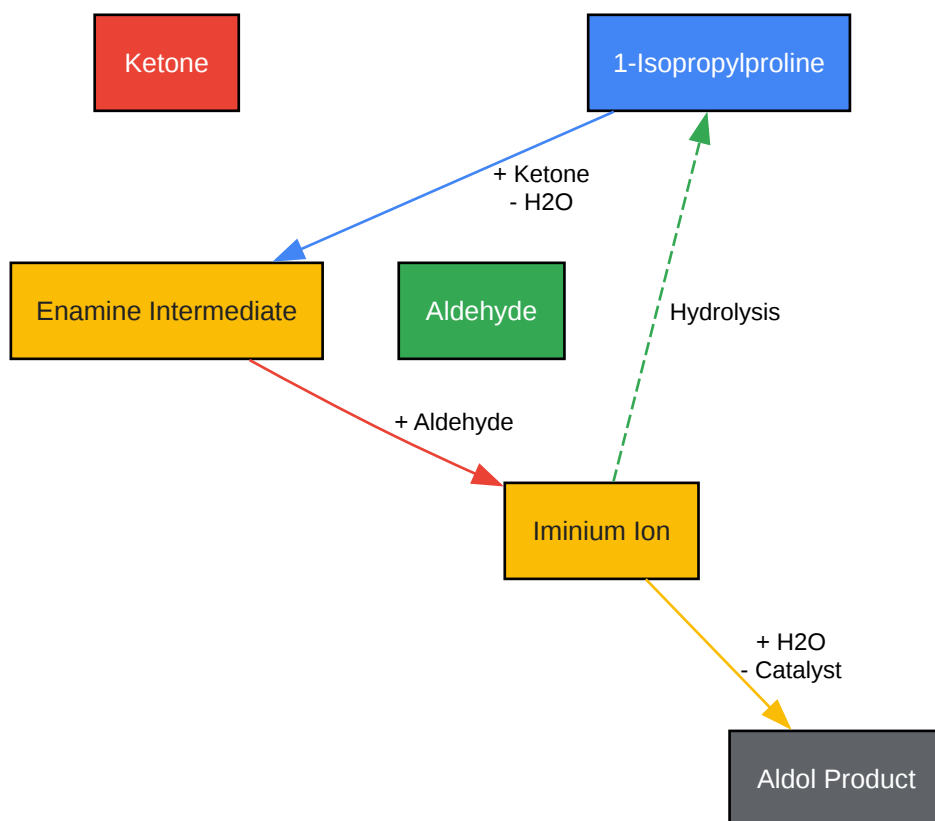 Ketone
1-Isopropylproline
+ Ketone
- H2O
Enamine Intermediate
Aldehyde
Hydrolysis
+ Aldehyde
Iminium Ion
+ H2O
- Catalyst
Aldol Product